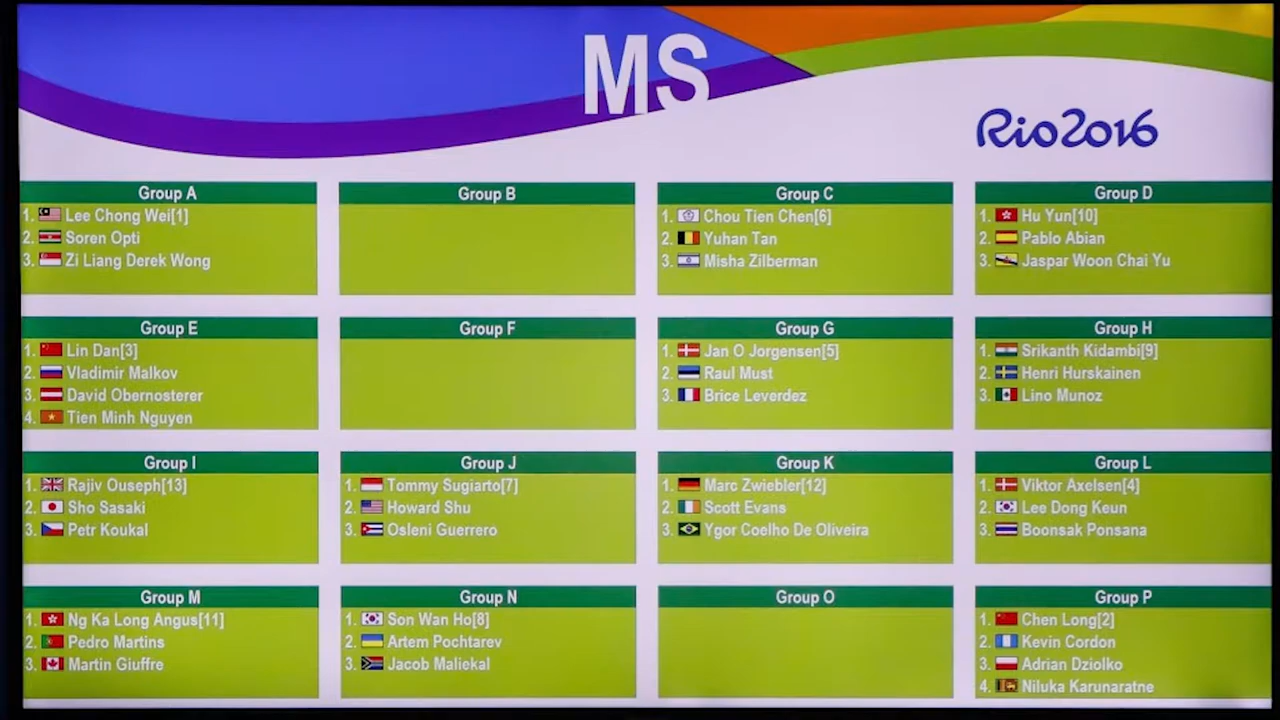 MS
Rio2016
Group A
1. Lee Chong Wei[1]
2. Soren Opti
3. Zi Liang Derek Wong
Group B
Group C
1. Chou Tien Chen[6]
2. Yuhan Tan
3. Misha Zilberman
Group D
1. Hu Yun[10]
2. Pablo Abian
3. Jaspar Woon Chai Yu
Group E
1. Lin Dan[3]
2. Vladimir Malkov
3. David Obernosterer
4. Tien Minh Nguyen
Group F
Group G
1. Jan O Jorgensen[5]
2. Raul Must
3. Brice Leverdez
Group H
1. Srikanth Kidambi[9]
2. Henri Hurskainen
3. Lino Munoz
Group I
1. Rajiv Ouseph[13]
2. Sho Sasaki
3. Petr Koukal
Group J
1. Tommy Sugiarto[7]
2. Howard Shu
3. Osleni Guerrero
Group K
1. Marc Zwiebler[12]
2. Scott Evans
3. Ygor Coelho De Oliveira
Group L
1. Viktor Axelsen[4]
2. Lee Dong Keun
3. Boonsak Ponsana
Group M
1. Ng Ka Long Angus[11]
2. Pedro Martins
3. Martin Giuffre
Group N
1. Son Wan Ho[8]
2. Artem Pochtarev
3. Jacob Maliekal
Group O
Group P
1. Chen Long[2]
2. Kevin Cordon
3. Adrian Dziolko
4. Niluka Karunaratne